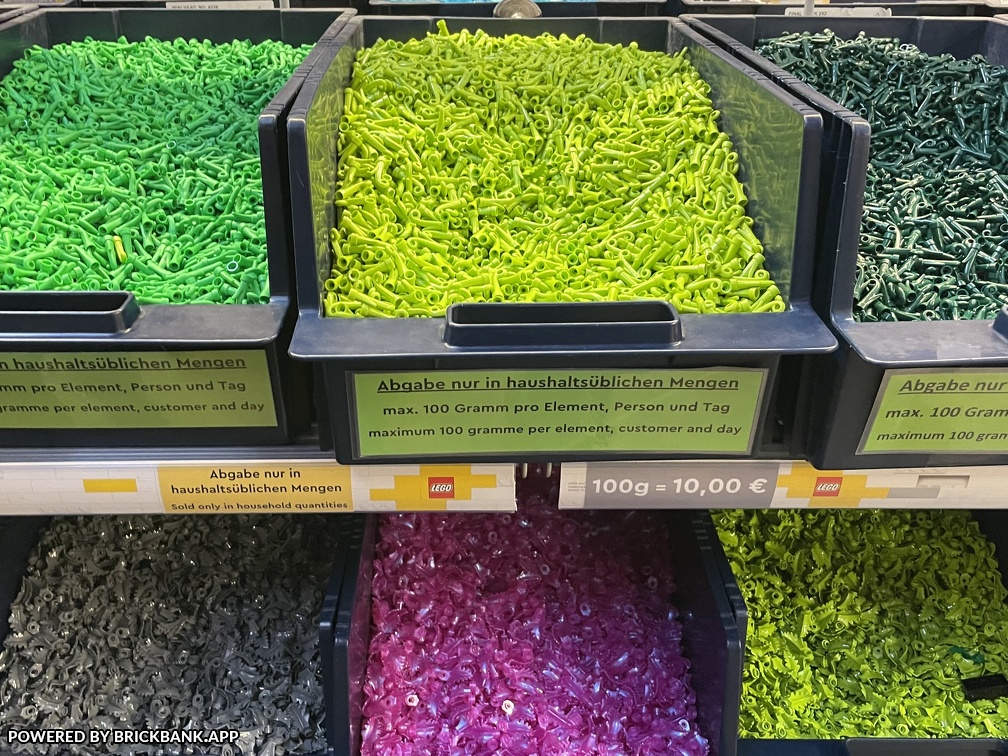 n haushaltsüblichen Mengen
mm pro Element, Person und Tag
gramme per element, customer and day
Abgabe nur in haushaltsüblichen Mengen
max. 100 Gramm pro Element, Person und Tag
maximum 100 gramme per element, customer and day
Abgabe nur
max. 100 Gram
maximum 100 gram
Abgabe nur in
haushaltsüblichen Mengen
Sold only in household quantities
LEGO
100g = 10,00 €
LEGO
POWERED BY BRICKBANK.APP